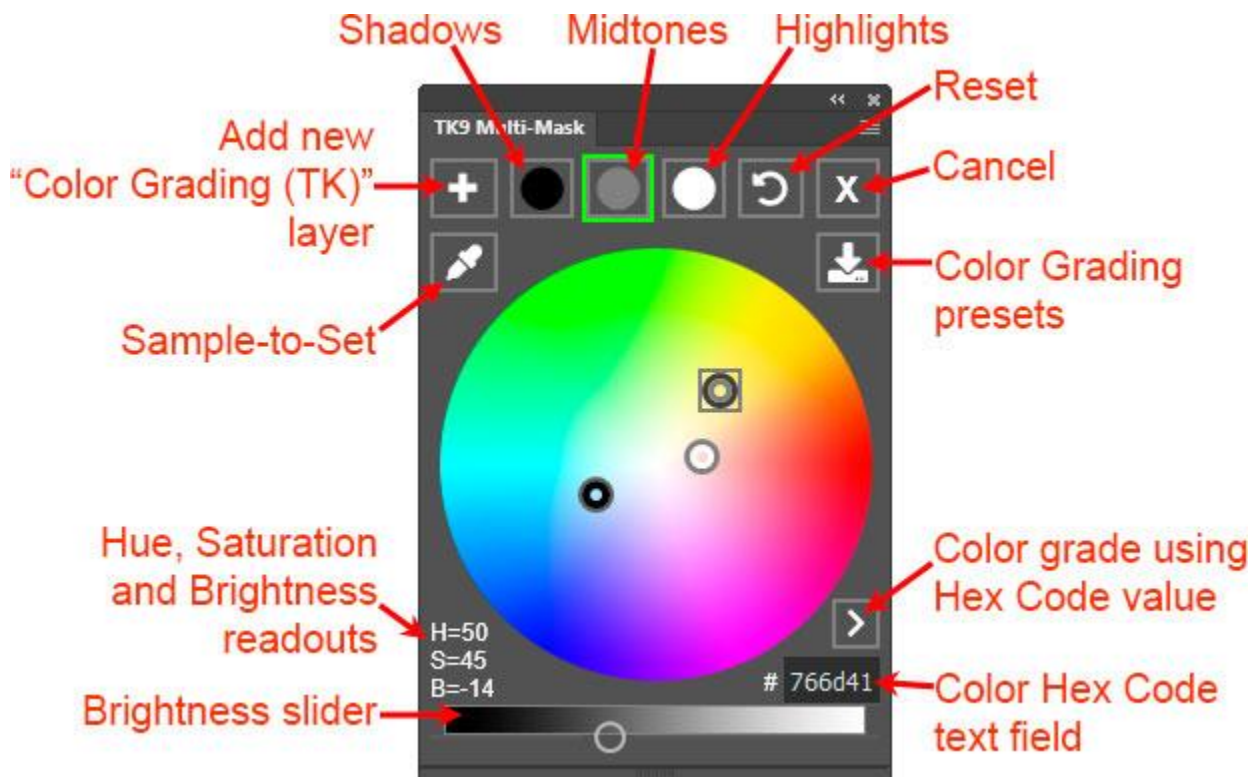 Shadows
Midtones
Highlights
Reset
TK9 Multi-Mask
Add new
“Color Grading (TK)”
layer
X
Cancel
Sample-to-Set
Color Grading
presets
Hue, Saturation
and Brightness
readouts
H=50
S=45
B=-14
Color grade using
Hex Code value
# 766d41
Color Hex Code
text field
Brightness slider